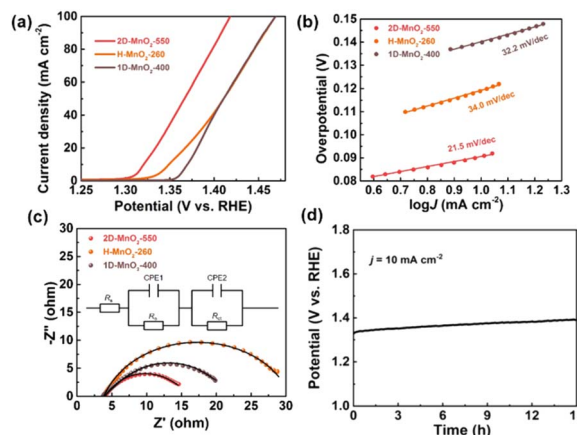 (a)
100
80
60
40
20
0
Current density (mA cm⁻²)
2D-MnO₂-550
H-MnO₂-260
1D-MnO₂-400
1.25 1.30 1.35 1.40 1.45
Potential (V vs. RHE)
(b)
0.15
0.14
0.13
0.12
0.11
0.10
0.09
0.08
Overpotential (V)
2D-MnO₂-550
H-MnO₂-260
1D-MnO₂-400
32.2 mV/dec
34.0 mV/dec
21.5 mV/dec
0.6 0.7 0.8 0.9 1.0 1.1 1.2 1.3
logJ (mA cm⁻²)
(c)
-30
-25
-20
-15
-10
-5
0
-Z'' (ohm)
2D-MnO₂-550
H-MnO₂-260
1D-MnO₂-400
CPE1
CPE2
0 5 10 15 20 25 30
Z' (ohm)
(d)
1.8
1.6
1.4
1.2
1.0
Potential (V vs. RHE)
j = 10 mA cm⁻²
0 3 6 9 12 15
Time (h)